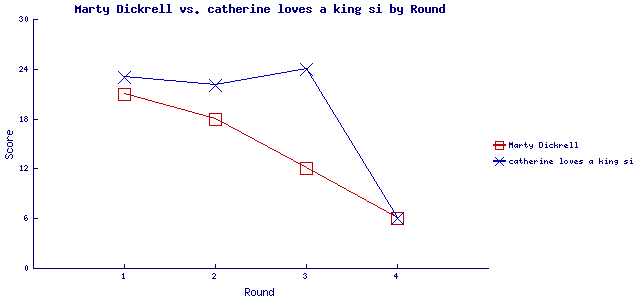 Marty Dickrell vs. catherine loves a king si by Round
30
24
18
12
6
0
Score
1 2 3 4
Round
Marty Dickrell
catherine loves a king si